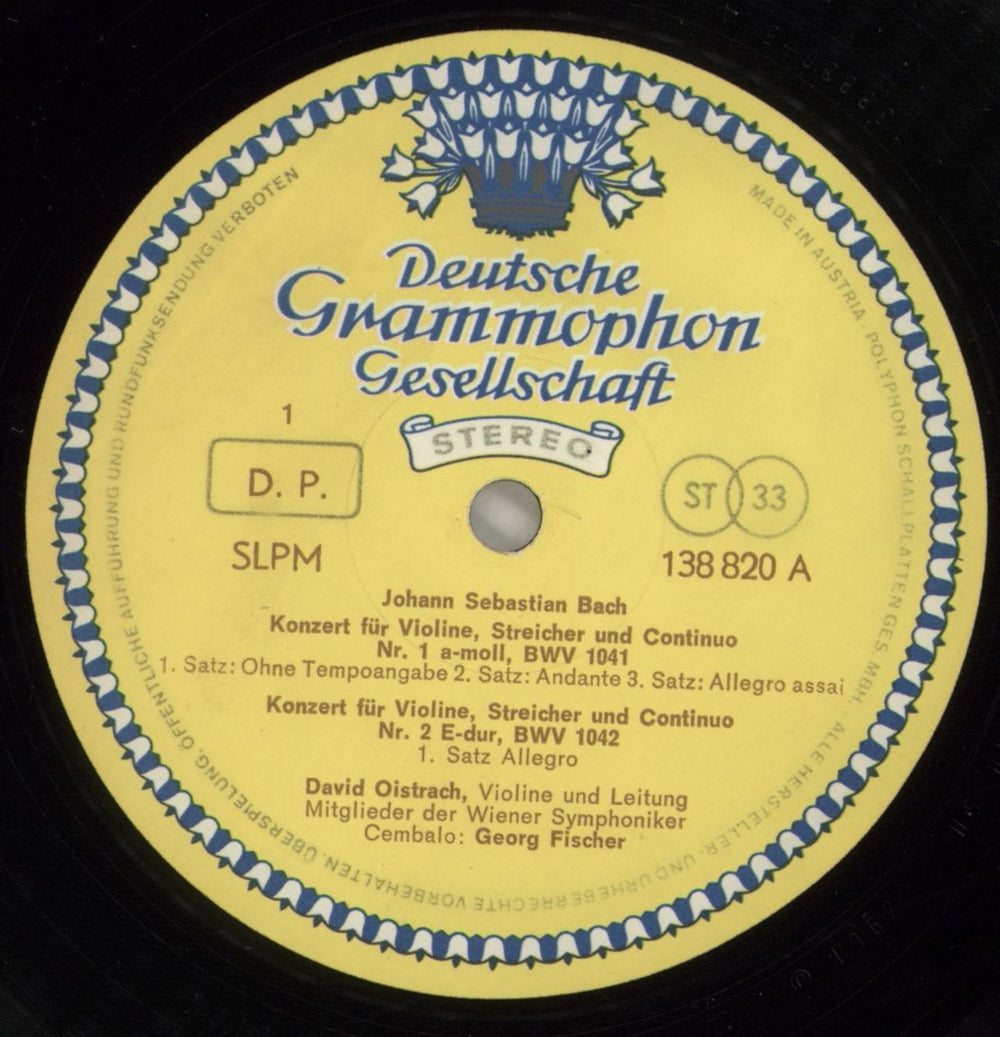 Deutsche
Grammophon
Gesellschaft
STEREO
1
D. P.
ST 33
SLPM
138 820 A
Johann Sebastian Bach
Konzert für Violine, Streicher und Continuo
Nr. 1 a-moll, BWV 1041
1. Satz: Ohne Tempoangabe 2. Satz: Andante 3. Satz: Allegro assai
Konzert für Violine, Streicher und Continuo
Nr. 2 E-dur, BWV 1042
1. Satz Allegro
David Oistrach, Violine und Leitung
Mitglieder der Wiener Symphoniker
Cembalo: Georg Fischer
MADE IN AUSTRIA · POLYPHON SCHALLPLATTEN GES. MBH. · ALLE HERSTELLER- UND URHEBERRECHTE VORBEHALTEN. ÜBERSPIELUNG, ÖFFENTLICHE AUFFÜHRUNG UND RUNDFUNKSENDUNG VERBOTEN